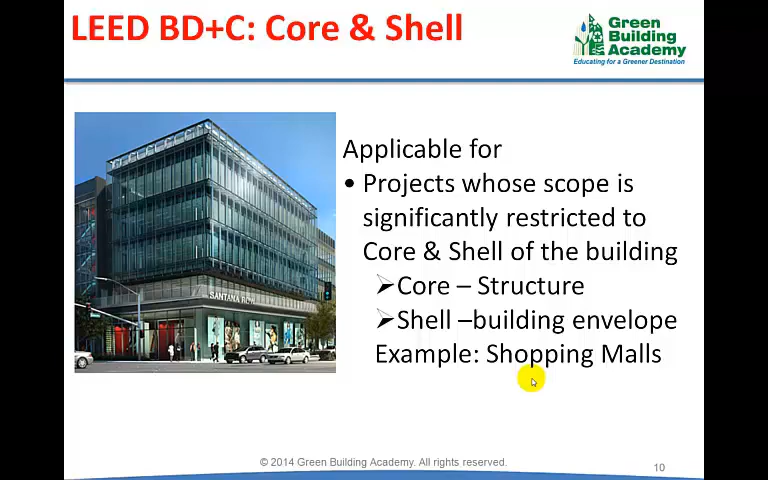 LEED BD+C: Core & Shell
Green
Building
Academy
Educating for a Greener Destination
SANTANA ROW
Applicable for
• Projects whose scope is
significantly restricted to
Core & Shell of the building
➢Core – Structure
➢Shell –building envelope
Example: Shopping Malls
© 2014 Green Building Academy. All rights reserved.
10